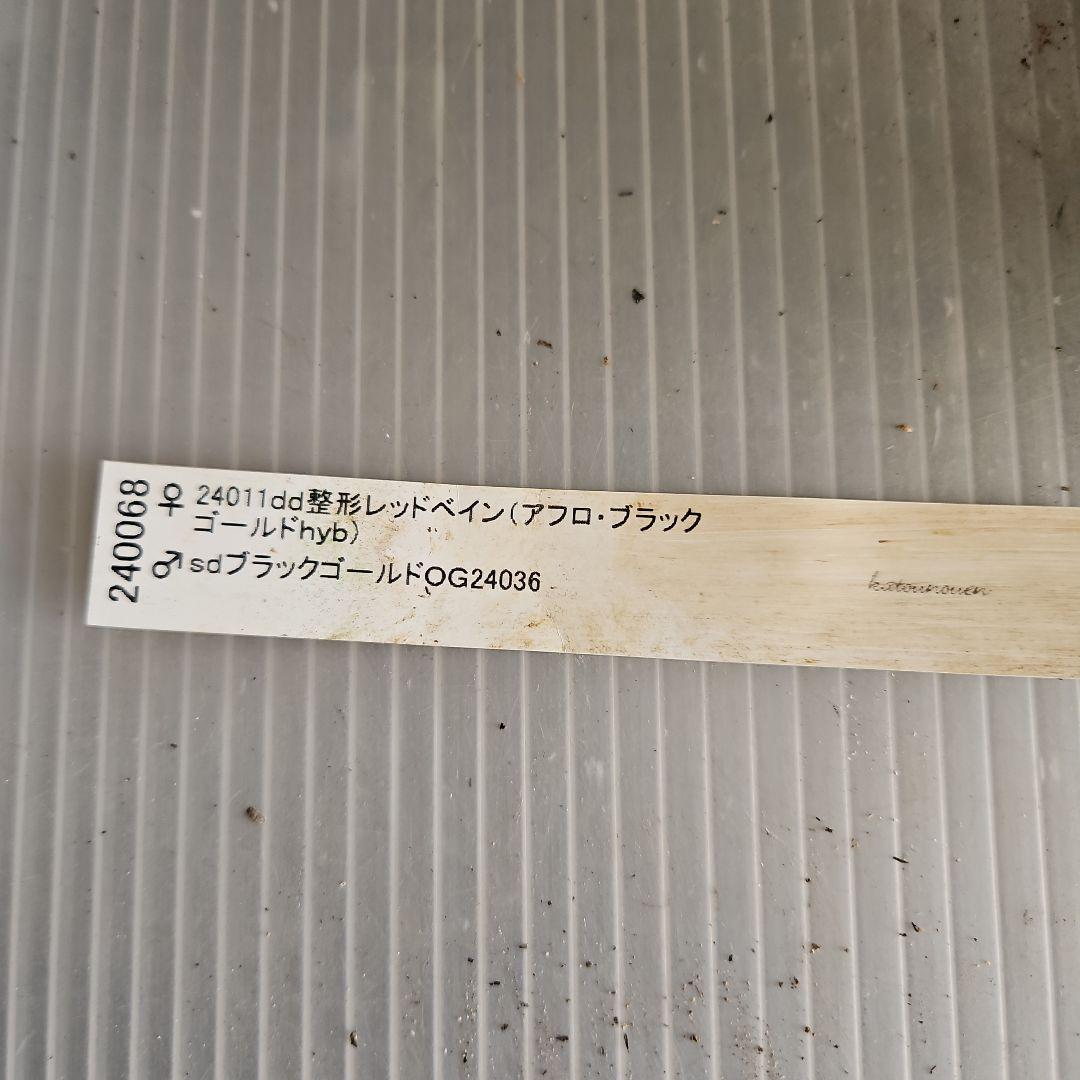 240068
♀ 24011dd整形レッドベイン(アフロ・ブラック
ゴールドhyb)
♂sdブラックゴールドOG24036
katounouen